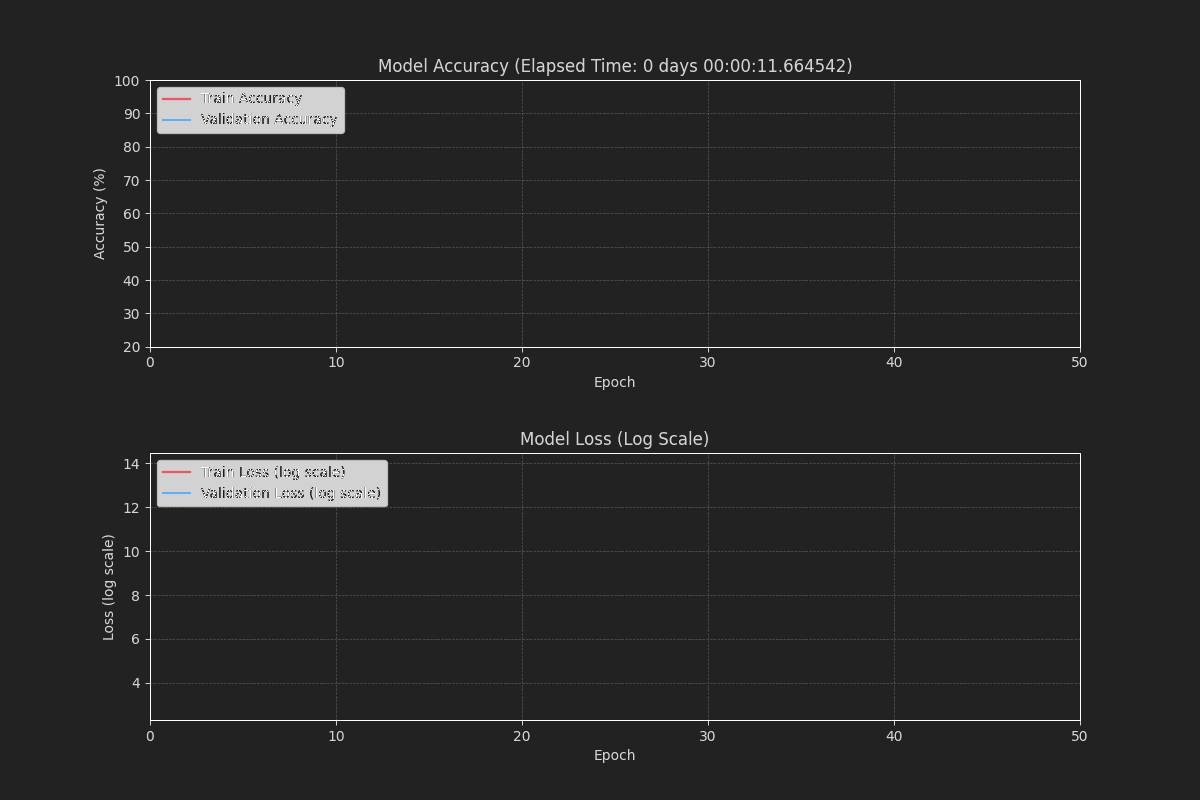 Model Accuracy (Elapsed Time: 0 days 00:00:11.664542)
100
90
80
70
60
50
40
30
20
Accuracy (%)
Train Accuracy
Validation Accuracy
0 10 20 30 40 50
Epoch
Model Loss (Log Scale)
14
12
10
8
6
4
Loss (log scale)
Train Loss (log scale)
Validation Loss (log scale)
0 10 20 30 40 50
Epoch